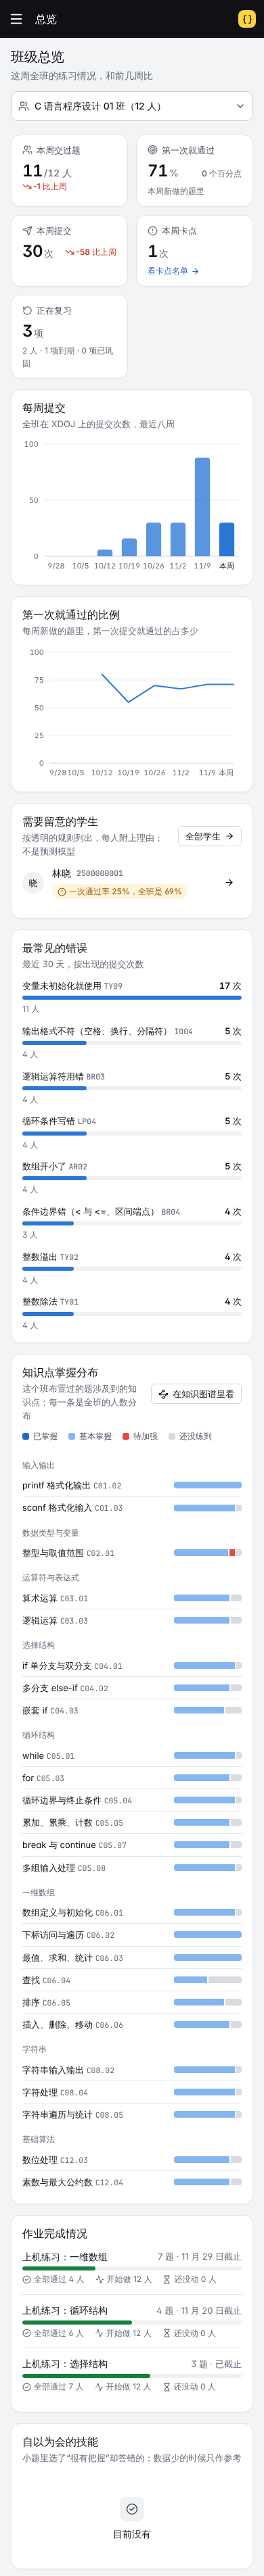 总览
{ }
班级总览
这周全班的练习情况，和前几周比
C 语言程序设计 01 班（12 人）
本周交过题
11/12 人
-1 比上周
第一次就通过
71%
0 个百分点
本周新做的题里
本周提交
30次
-58 比上周
本周卡点
1次
看卡点名单
正在复习
3项
2 人 · 1 项到期 · 0 项已巩
固
每周提交
全班在 XDOJ 上的提交次数，最近八周
100
50
0
9/28 10/5 10/12 10/19 10/26 11/2 11/9 本周
第一次就通过的比例
每周新做的题里，第一次提交就通过的占多少
100
75
50
25
0
9/28 10/5 10/12 10/19 10/26 11/2 11/9 本周
需要留意的学生
按透明的规则列出，每人附上理由；
不是预测模型
全部学生
晓
林晓 2500000001
一次通过率 25%，全班是 69%
最常见的错误
最近 30 天，按出现的提交次数
变量未初始化就使用 TY09 17 次
11 人
输出格式不符（空格、换行、分隔符） IO04 5 次
4 人
逻辑运算符用错 BR03 5 次
4 人
循环条件写错 LP04 5 次
4 人
数组开小了 AR02 5 次
4 人
条件边界错（< 与 <=、区间端点） BR04 4 次
3 人
整数溢出 TY02 4 次
4 人
整数除法 TY01 4 次
4 人
知识点掌握分布
这个班布置过的题涉及到的知
识点；每一条是全班的人数分
布
在知识图谱里看
已掌握 基本掌握 待加强 还没练到
输入输出
printf 格式化输出 C01.02
scanf 格式化输入 C01.03
数据类型与变量
整型与取值范围 C02.01
运算符与表达式
算术运算 C03.01
逻辑运算 C03.03
选择结构
if 单分支与双分支 C04.01
多分支 else-if C04.02
嵌套 if C04.03
循环结构
while C05.01
for C05.03
循环边界与终止条件 C05.04
累加、累乘、计数 C05.05
break 与 continue C05.07
多组输入处理 C05.08
一维数组
数组定义与初始化 C06.01
下标访问与遍历 C06.02
最值、求和、统计 C06.03
查找 C06.04
排序 C06.05
插入、删除、移动 C06.06
字符串
字符串输入输出 C08.02
字符处理 C08.04
字符串遍历与统计 C08.05
基础算法
数位处理 C12.03
素数与最大公约数 C12.04
作业完成情况
上机练习：一维数组 7 题 · 11 月 29 日截止
全部通过 4 人 开始做 12 人 还没动 0 人
上机练习：循环结构 4 题 · 11 月 20 日截止
全部通过 6 人 开始做 12 人 还没动 0 人
上机练习：选择结构 3 题 · 已截止
全部通过 7 人 开始做 12 人 还没动 0 人
自以为会的技能
小题里选了“很有把握”却答错的；数据少的时候只作参考
目前没有